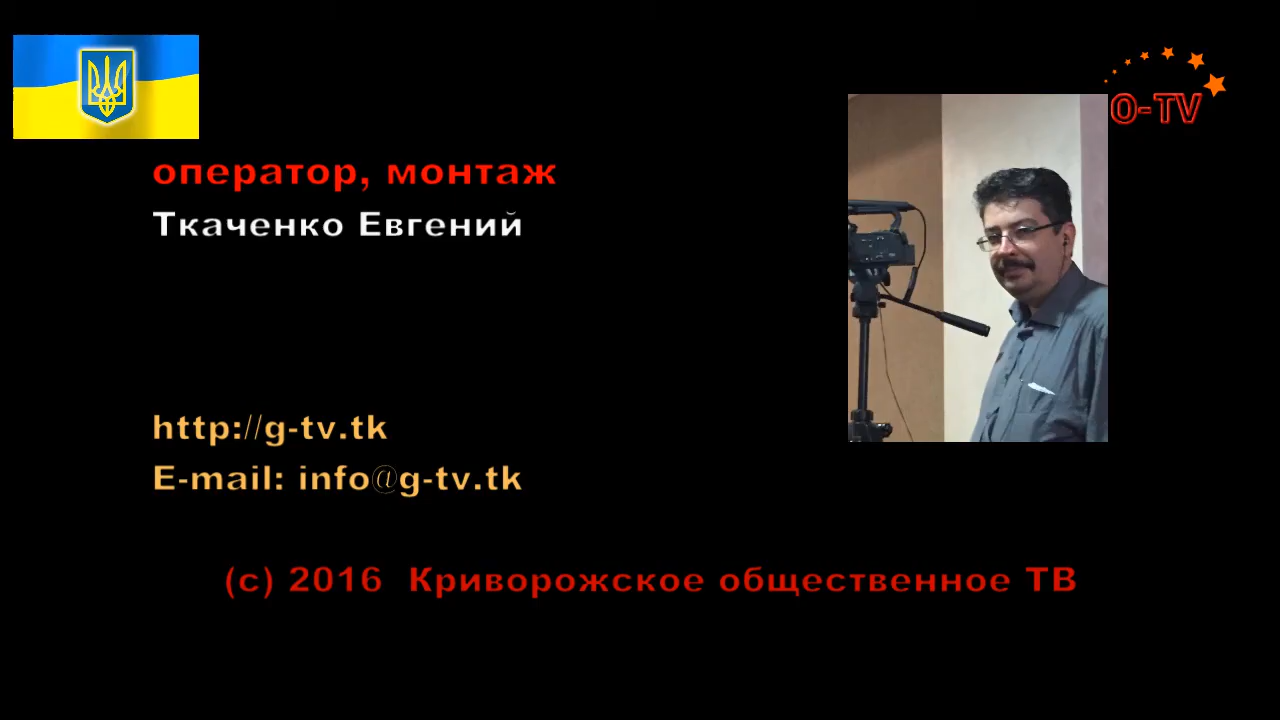 O-TV
оператор, монтаж
Ткаченко Евгений
http://g-tv.tk
E-mail: info@g-tv.tk
(c) 2016 Криворожское общественное ТВ